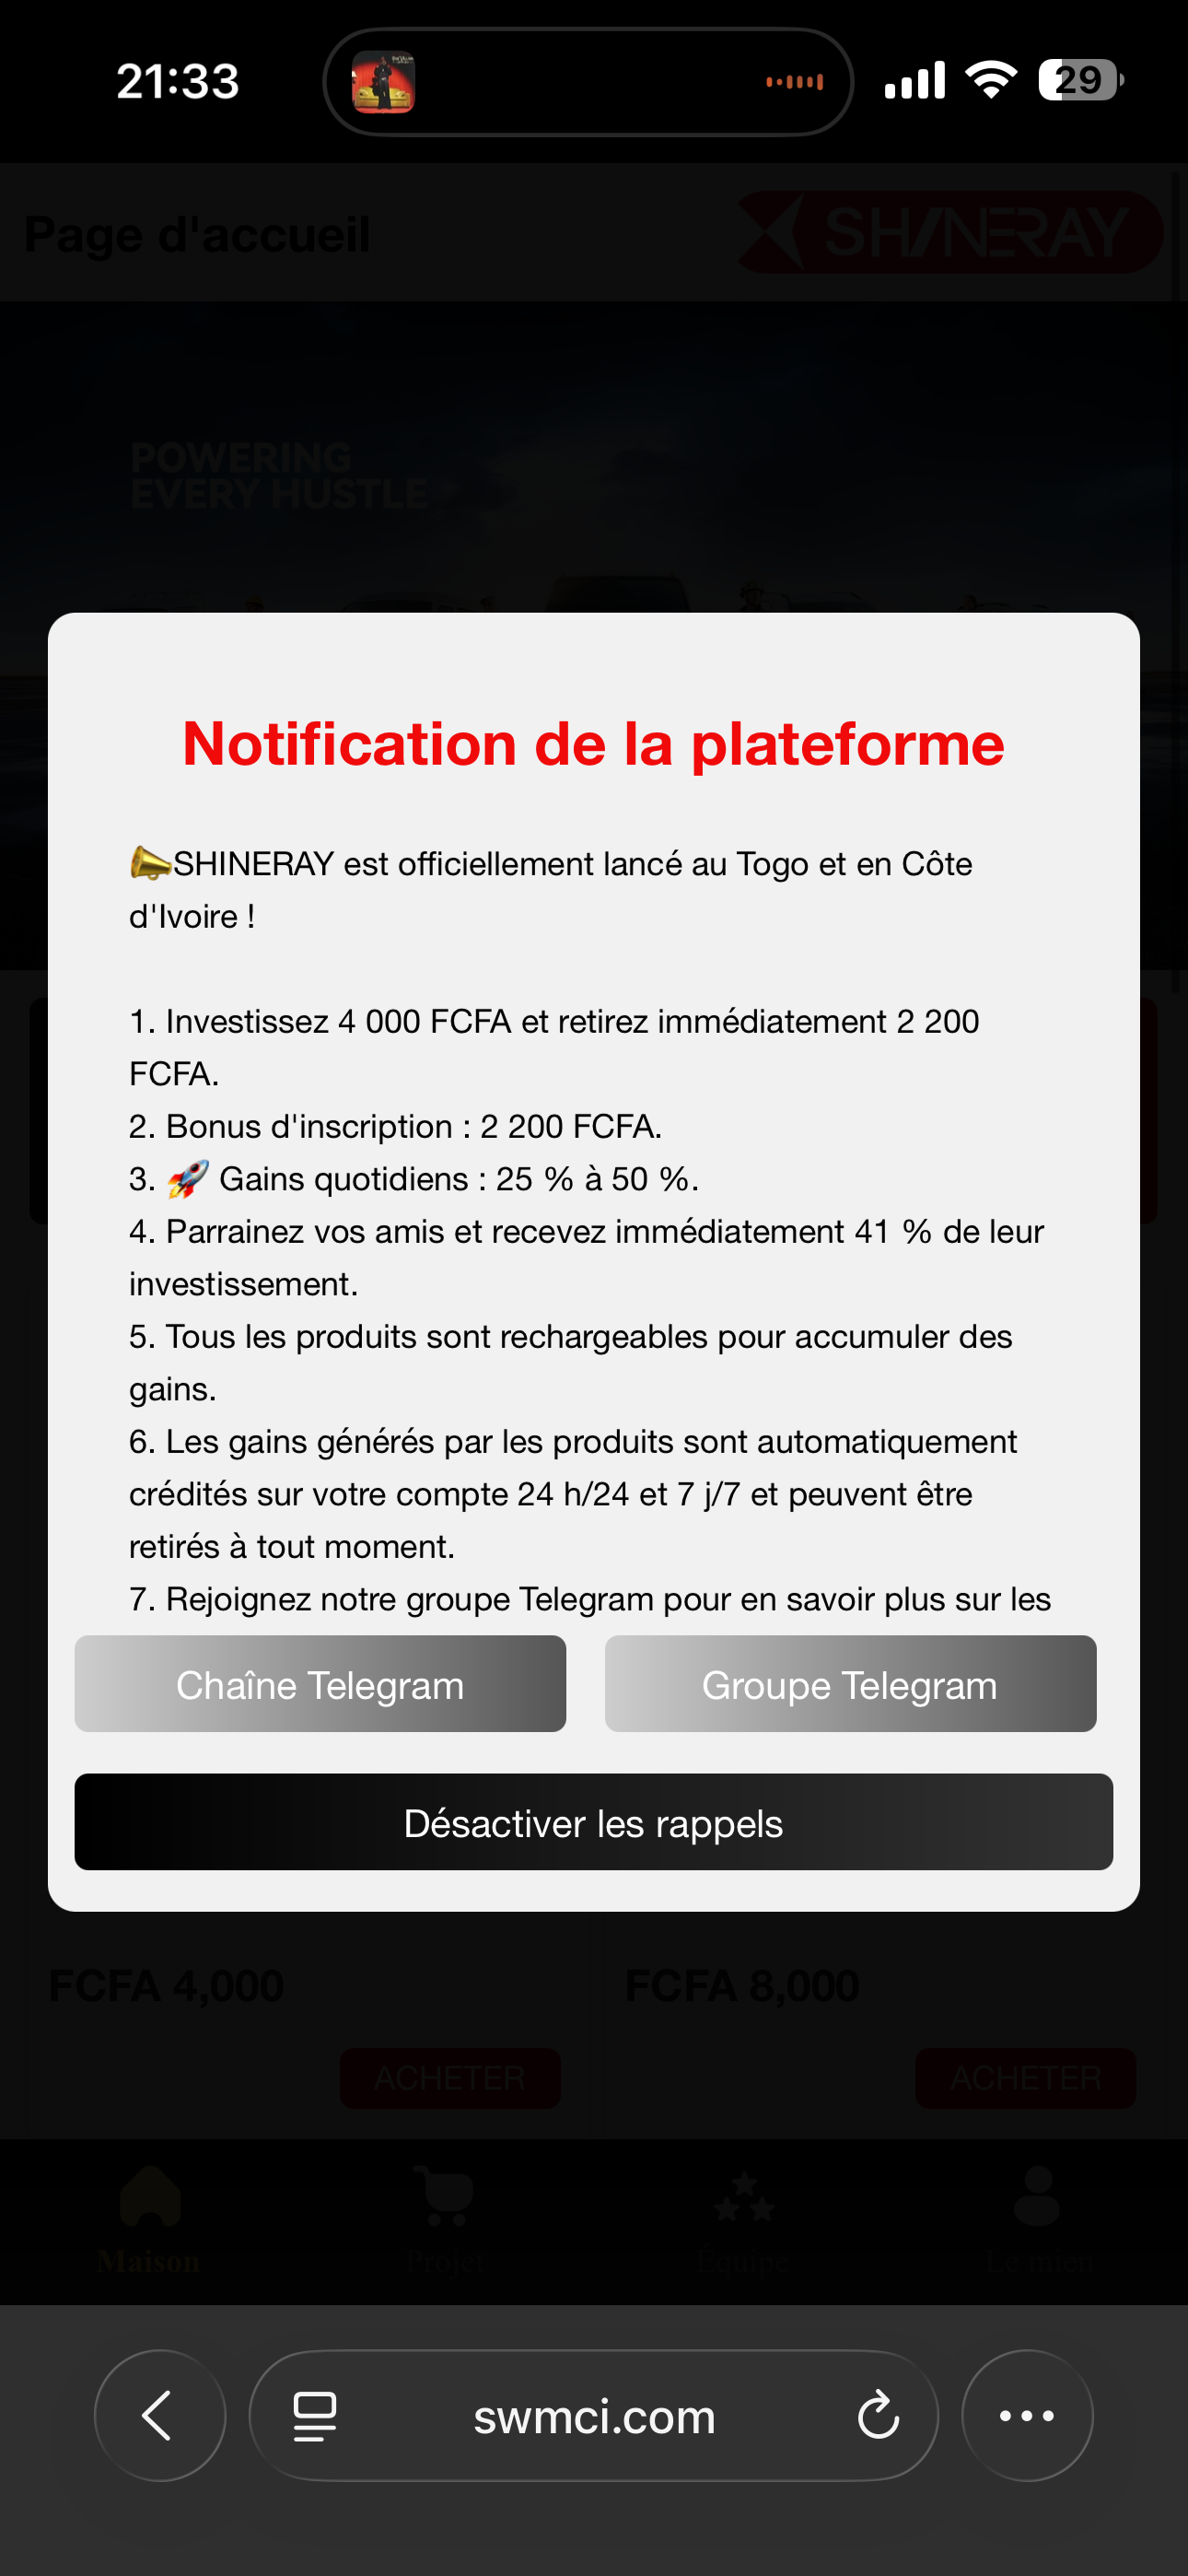 21:33
29
Page d'accueil
SHINERAY
POWERING
EVERY HUSTLE
Notification de la plateforme
📣SHINERAY est officiellement lancé au Togo et en Côte
d'Ivoire !
1. Investissez 4 000 FCFA et retirez immédiatement 2 200
FCFA.
2. Bonus d'inscription : 2 200 FCFA.
3. 🚀 Gains quotidiens : 25 % à 50 %.
4. Parrainez vos amis et recevez immédiatement 41 % de leur
investissement.
5. Tous les produits sont rechargeables pour accumuler des
gains.
6. Les gains générés par les produits sont automatiquement
crédités sur votre compte 24 h/24 et 7 j/7 et peuvent être
retirés à tout moment.
7. Rejoignez notre groupe Telegram pour en savoir plus sur les
Chaîne Telegram
Groupe Telegram
Désactiver les rappels
FCFA 4,000
FCFA 8,000
ACHETER
ACHETER
Maison
Projet
Équipe
Le mien
swmci.com